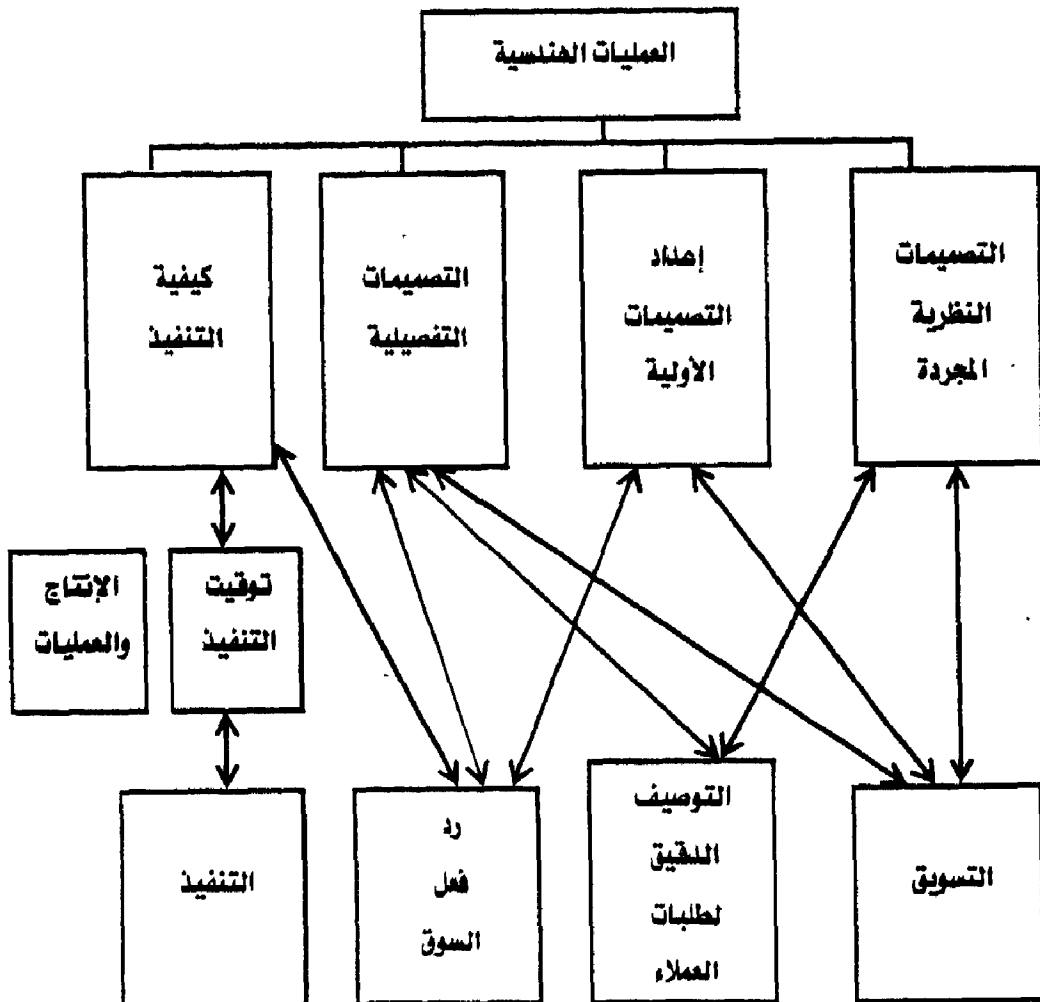 العمليات الهندسية
التصميمات
النظرية
المجردة
إعداد
التصميمات
الأولية
التصميمات
التفصيلية
كيفية
التنفيذ
توقيت
التنفيذ
الإنتاج
والعمليات
التسويق
التوصيف
الدقيق
لطلبات
العملاء
رد
فعل
السوق
التنفيذ